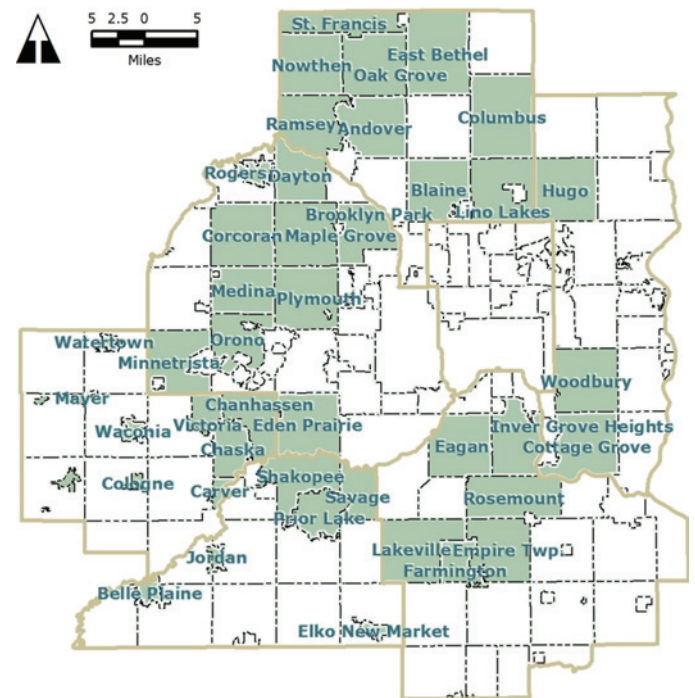 5 2.5 0 5
Miles
St. Francis
East Bethel
Nowthen
Oak Grove
Ramsey
Andover
Columbus
Rogers
Dayton
Blaine
Hugo
Brooklyn Park
Lino Lakes
Corcoran
Maple Grove
Medina
Plymouth
Orono
Watertown
Minnetrista
Woodbury
Mayer
Chanhassen
Waconia
Victoria
Eden Prairie
Inver Grove Heights
Chaska
Eagan
Cottage Grove
Shakopee
Cologne
Carver
Savage
Rosemount
Prior Lake
Lakeville
Empire Twp.
Jordan
Farmington
Belle Plaine
Elko New Market